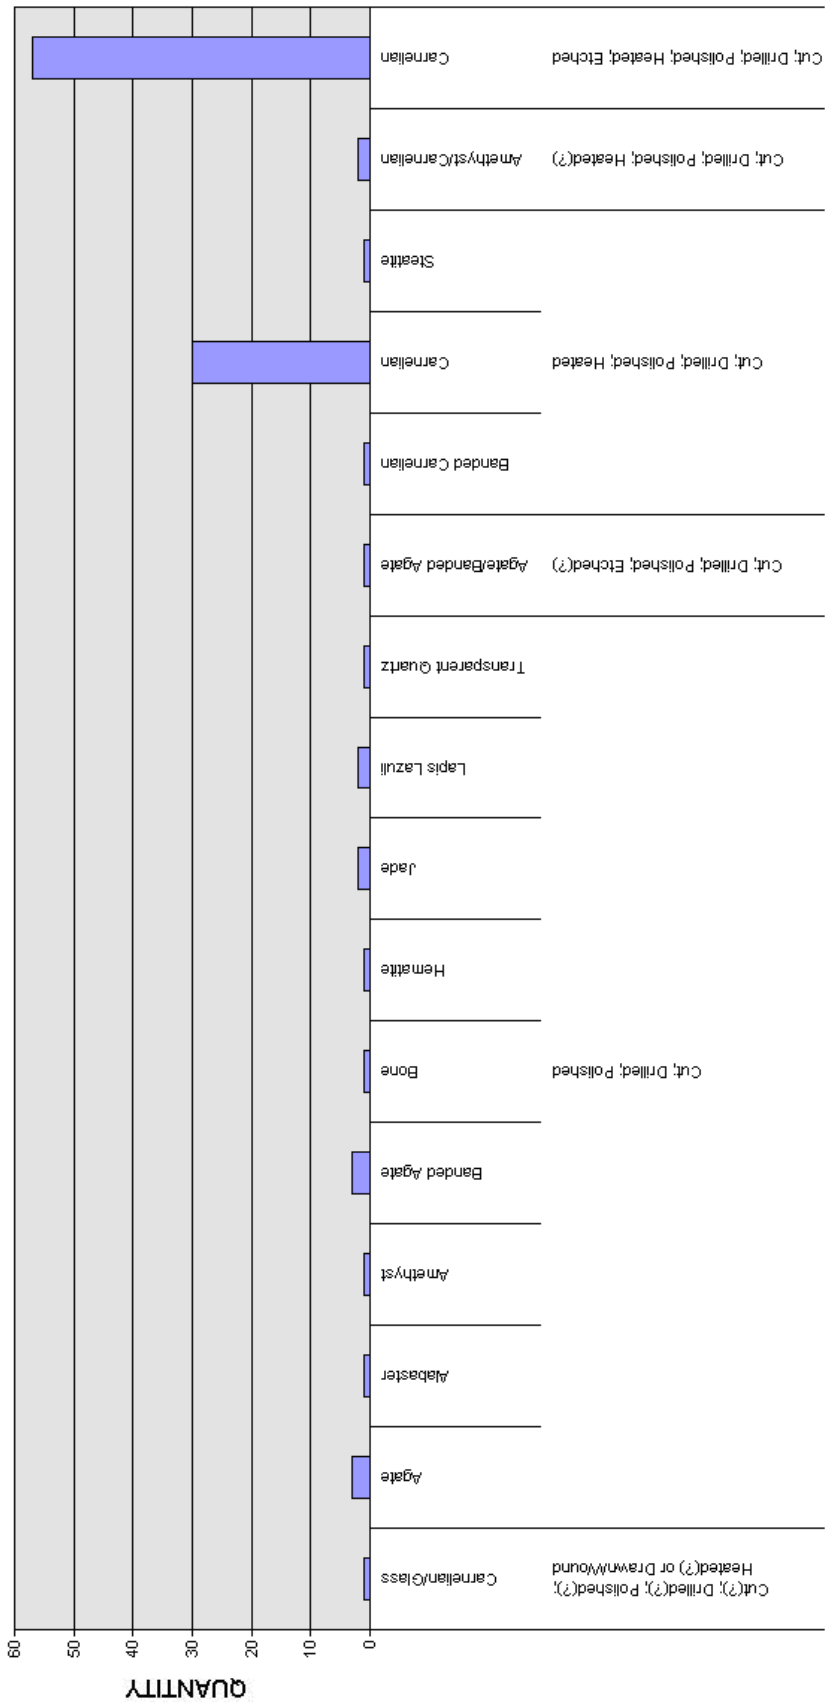 QUANTITY
60
50
40
30
20
10
0
Carnelian
Cut; Drilled; Polished; Heated; Etched
Amethyst/Carnelian
Cut; Drilled; Polished; Heated(?)
Steatite
Carnelian
Cut; Drilled; Polished; Heated
Banded Carnelian
Agate/Banded Agate
Cut; Drilled; Polished; Etched(?)
Transparent Quartz
Lapis Lazuli
Jade
Hematite
Bone
Cut; Drilled; Polished
Banded Agate
Amethyst
Alabaster
Agate
Carnelian/Glass
Cut(?); Drilled(?); Polished(?);
Heated(?) or Drawn/Wound